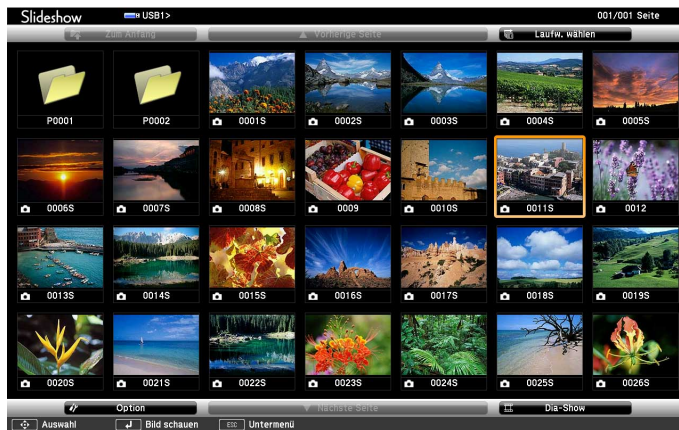 Slideshow USB1> 001/001 Seite
Zum Anfang Vorherige Seite Laufw. wählen
P0001 P0002 0001S 0002S 0003S 0004S 0005S
0006S 0007S 0008S 0009 0010S 0011S 0012
0013S 0014S 0015S 0016S 0017S 0018S 0019S
0020S 0021S 0022S 0023S 0024S 0025S 0026S
Option Nächste Seite Dia-Show
Auswahl Bild schauen ESC Untermenü